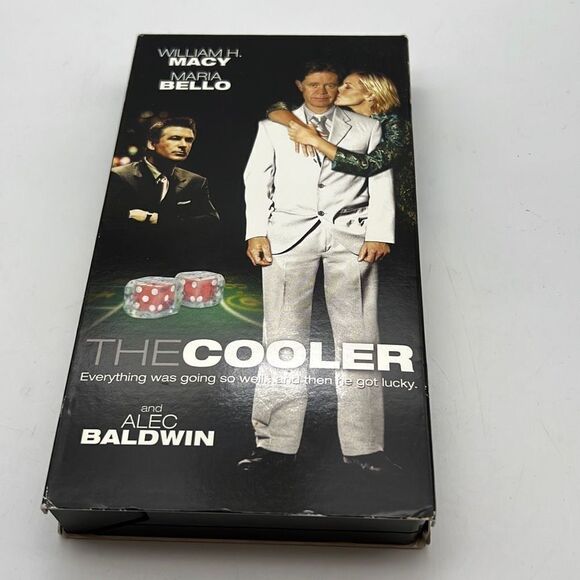 WILLIAM H.
MACY
MARIA
BELLO
THE COOLER
Everything was going so well, and then he got lucky.
and
ALEC
BALDWIN